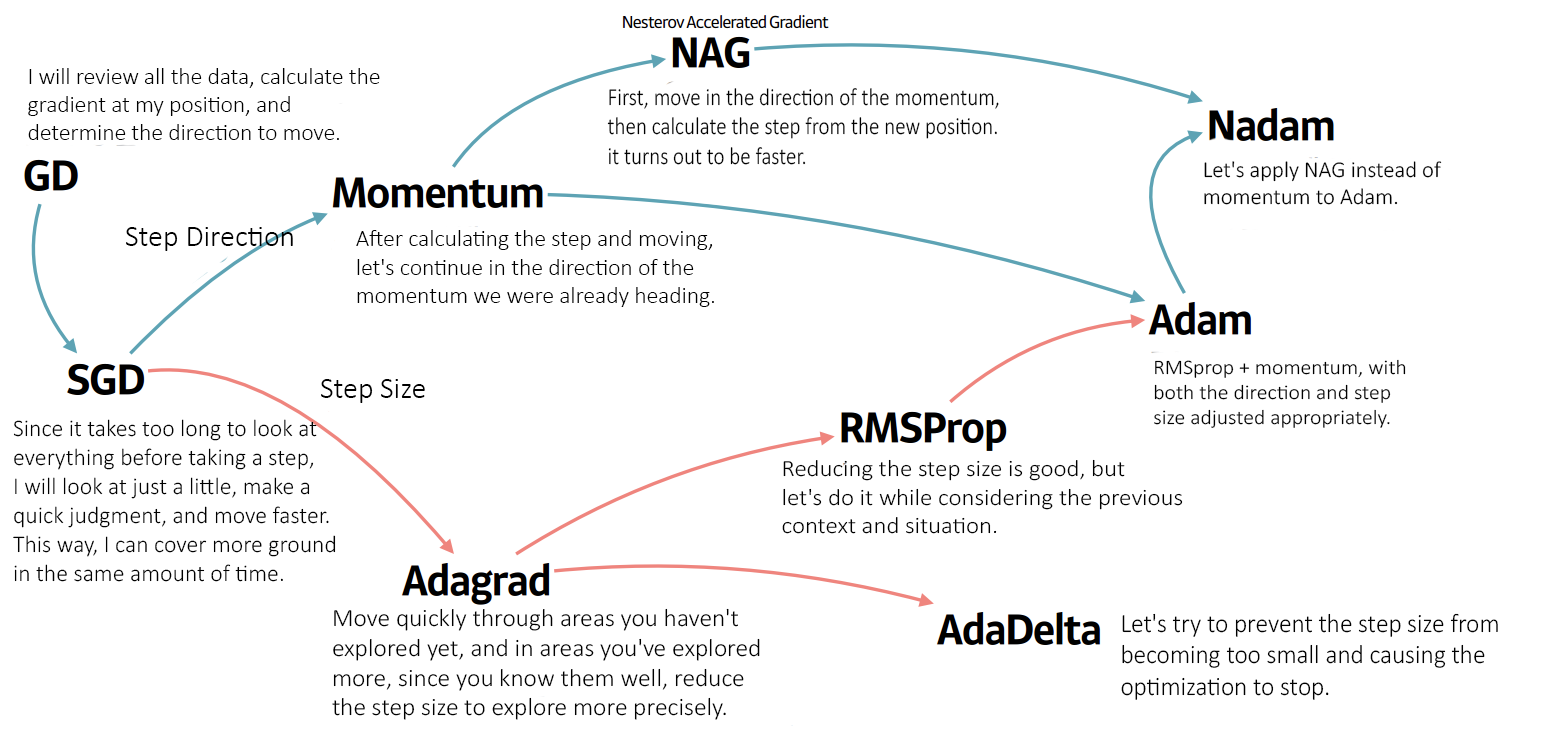 Nesterov Accelerated Gradient
NAG
First, move in the direction of the momentum,
then calculate the step from the new position.
it turns out to be faster.
I will review all the data, calculate the
gradient at my position, and
determine the direction to move.
GD
Nadam
Let's apply NAG instead of
momentum to Adam.
Momentum
After calculating the step and moving,
let's continue in the direction of the
momentum we were already heading.
Step Direction
Adam
RMSprop + momentum, with
both the direction and step
size adjusted appropriately.
SGD
Since it takes too long to look at
everything before taking a step,
I will look at just a little, make a
quick judgment, and move faster.
This way, I can cover more ground
in the same amount of time.
Step Size
RMSProp
Reducing the step size is good, but
let's do it while considering the previous
context and situation.
Adagrad
Move quickly through areas you haven't
explored yet, and in areas you've explored
more, since you know them well, reduce
the step size to explore more precisely.
AdaDelta
Let's try to prevent the step size from
becoming too small and causing the
optimization to stop.